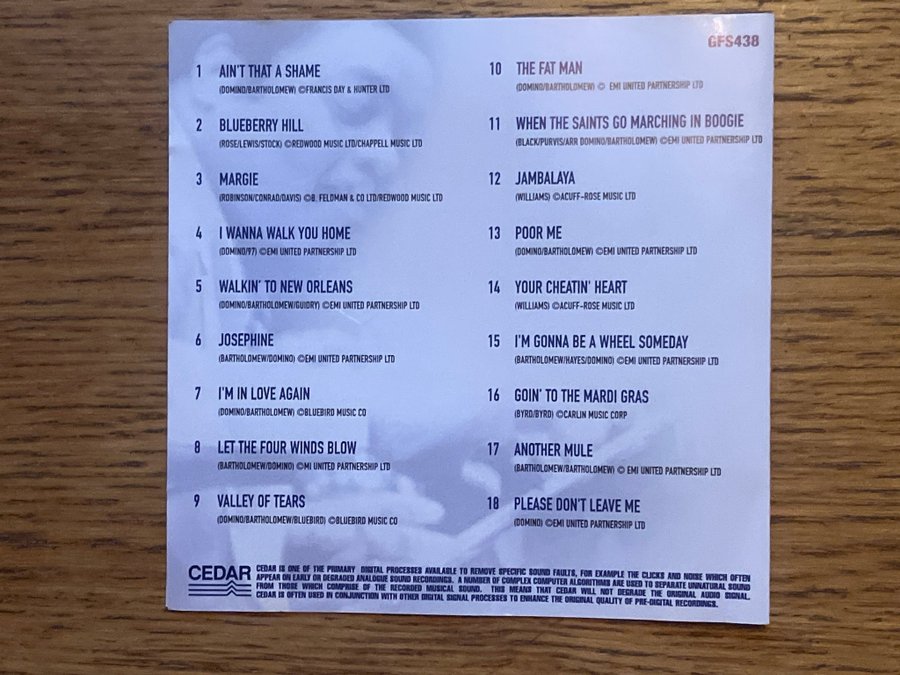 GFS438
1 AIN'T THAT A SHAME
(DOMINO/BARTHOLOMEW) ©FRANCIS DAY & HUNTER LTD
2 BLUEBERRY HILL
(ROSE/LEWIS/STOCK) ©REDWOOD MUSIC LTD/CHAPPELL MUSIC LTD
3 MARGIE
(ROBINSON/CONRAD/DAVIS) ©B. FELDMAN & CO LTD/REDWOOD MUSIC LTD
4 I WANNA WALK YOU HOME
(DOMINO/97) ©EMI UNITED PARTNERSHIP LTD
5 WALKIN' TO NEW ORLEANS
(DOMINO/BARTHOLOMEW/GUIDRY) ©EMI UNITED PARTNERSHIP LTD
6 JOSEPHINE
(BARTHOLOMEW/DOMINO) ©EMI UNITED PARTNERSHIP LTD
7 I'M IN LOVE AGAIN
(DOMINO/BARTHOLOMEW) ©BLUEBIRD MUSIC CO
8 LET THE FOUR WINDS BLOW
(BARTHOLOMEW/DOMINO) ©MI UNITED PARTNERSHIP LTD
9 VALLEY OF TEARS
(DOMINO/BARTHOLOMEW/BLUEBIRD) ©BLUEBIRD MUSIC CO
10 THE FAT MAN
(DOMINO/BARTHOLOMEW) © EMI UNITED PARTNERSHIP LTD
11 WHEN THE SAINTS GO MARCHING IN BOOGIE
(BLACK/PURVIS/ARR DOMINO/BARTHOLOMEW) ©EMI UNITED PARTNERSHIP LTD
12 JAMBALAYA
(WILLIAMS) ©ACUFF-ROSE MUSIC LTD
13 POOR ME
(DOMINO/BARTHOLOMEW) ©EMI UNITED PARTNERSHIP LTD
14 YOUR CHEATIN' HEART
(WILLIAMS) ©ACUFF-ROSE MUSIC LTD
15 I'M GONNA BE A WHEEL SOMEDAY
(BARTHOLOMEW/HAYES/DOMINO) ©EMI UNITED PARTNERSHIP LTD
16 GOIN' TO THE MARDI GRAS
(BYRD/BYRD) ©CARLIN MUSIC CORP
17 ANOTHER MULE
(BARTHOLOMEW/BARTHOLOMEW) © EMI UNITED PARTNERSHIP LTD
18 PLEASE DON'T LEAVE ME
(DOMINO) ©EMI UNITED PARTNERSHIP LTD
CEDAR
CEDAR IS ONE OF THE PRIMARY DIGITAL PROCESSES AVAILABLE TO REMOVE SPECIFIC SOUND FAULTS, FOR EXAMPLE THE CLICKS AND NOISE WHICH OFTEN
APPEAR ON EARLY OR DEGRADED ANALOGUE SOUND RECORDINGS. A NUMBER OF COMPLEX COMPUTER ALGORITHMS ARE USED TO SEPARATE UNNATURAL SOUND
FROM THOSE WHICH COMPRISE OF THE RECORDED MUSICAL SOUND. THIS MEANS THAT CEDAR WILL NOT DEGRADE THE ORIGINAL AUDIO SIGNAL.
CEDAR IS OFTEN USED IN CONJUNCTION WITH OTHER DIGITAL SIGNAL PROCESSES TO ENHANCE THE ORIGINAL QUALITY OF PRE-DIGITAL RECORDINGS.